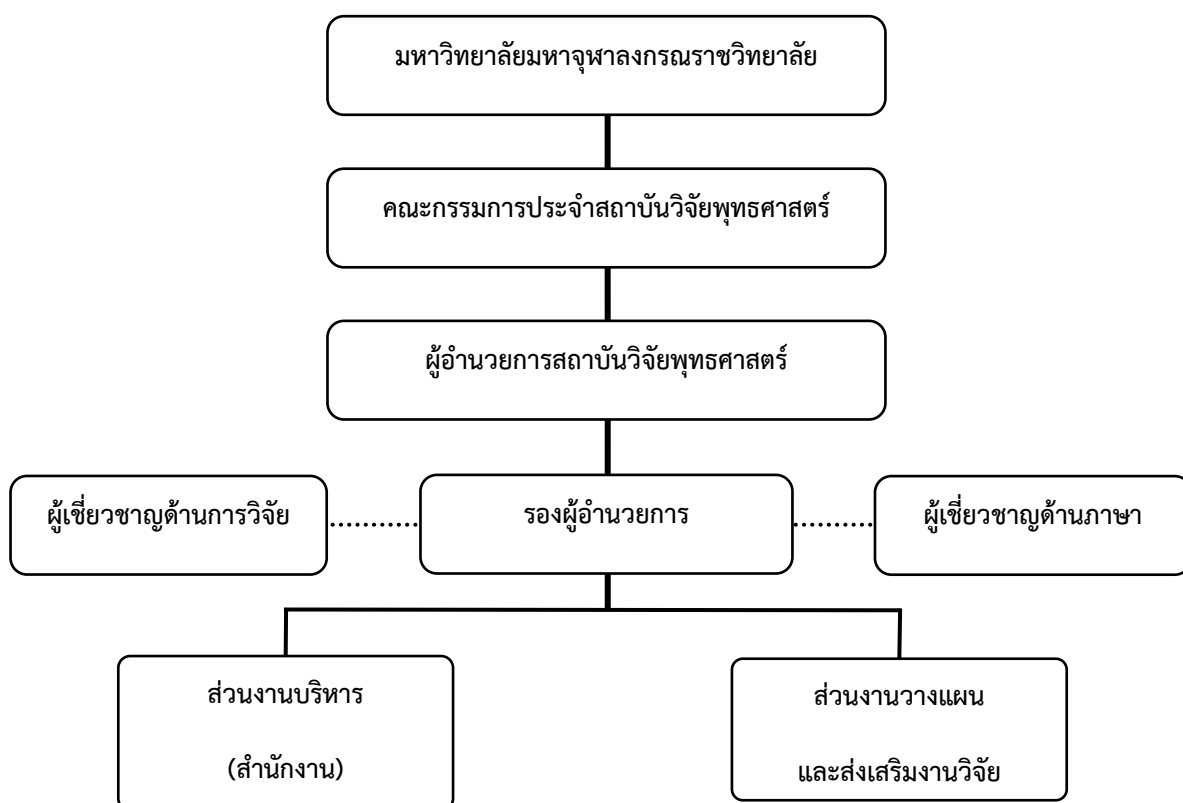 มหาวิทยาลัยมหาจุฬาลงกรณราชวิทยาลัย
คณะกรรมการประจำสถาบันวิจัยพุทธศาสตร์
ผู้อำนวยการสถาบันวิจัยพุทธศาสตร์
ผู้เชี่ยวชาญด้านการวิจัย
รองผู้อำนวยการ
ผู้เชี่ยวชาญด้านภาษา
ส่วนงานบริหาร
(สำนักงาน)
ส่วนงานวางแผน
และส่งเสริมงานวิจัย